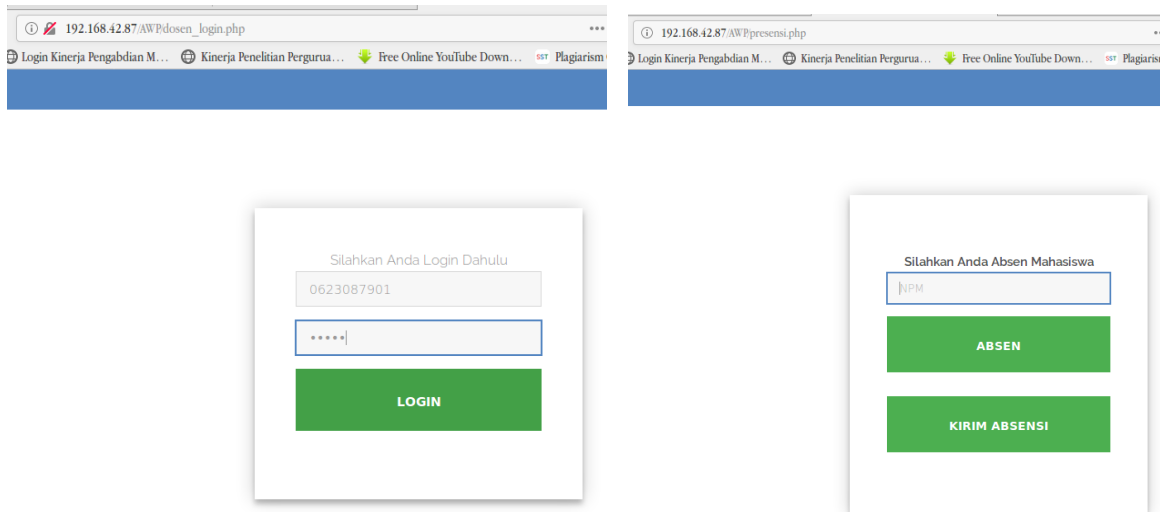 192.168.42.87/AWP/dosen_login.php
Login Kinerja Pengabdian M... Kinerja Penelitian Pergurua... Free Online YouTube Down... SST Plagiarism
Silahkan Anda Login Dahulu
0623087901
•••••
LOGIN
192.168.42.87/AWP/presensi.php
Login Kinerja Pengabdian M... Kinerja Penelitian Pergurua... Free Online YouTube Down... SST
Silahkan Anda Absen Mahasiswa
NPM
ABSEN
KIRIM ABSENSI